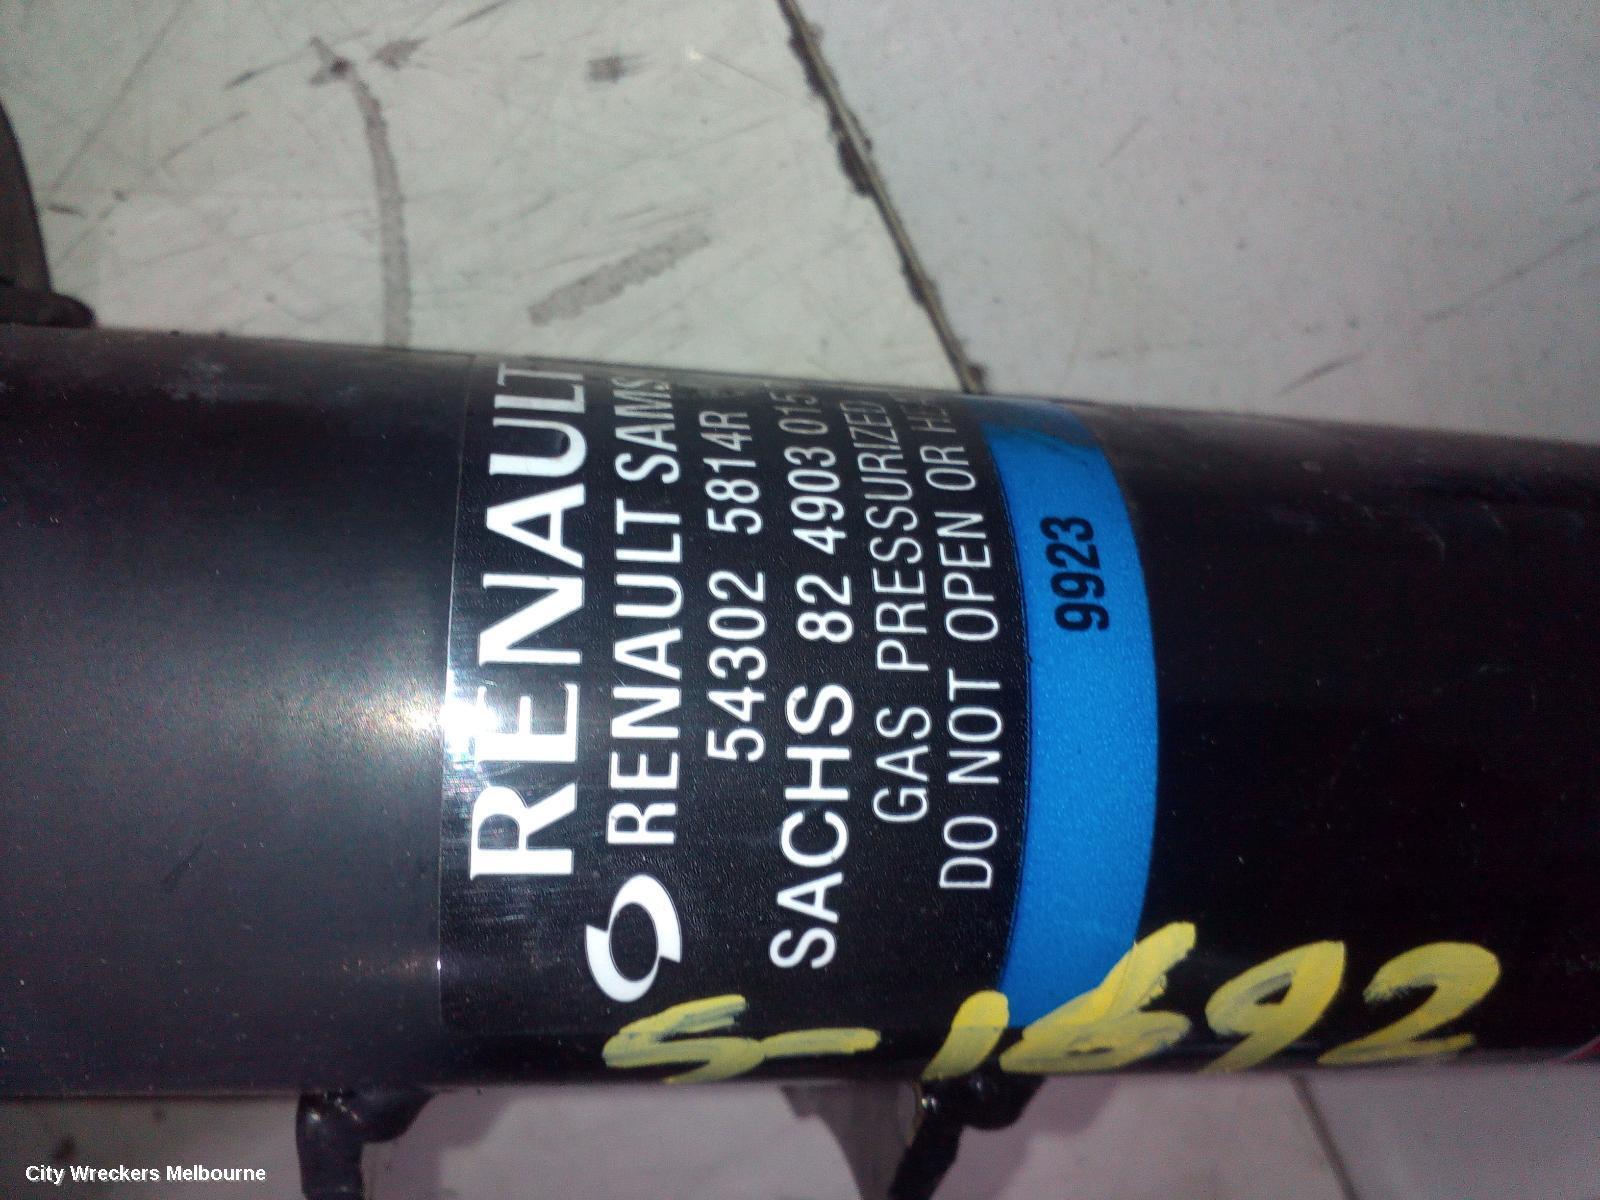 RENAULT
RENAULT SAMS
54302 5814R
SACHS 82 4903 015
GAS PRESSURIZED
DO NOT OPEN OR
9923
S-1892
City Wreckers Melbourne